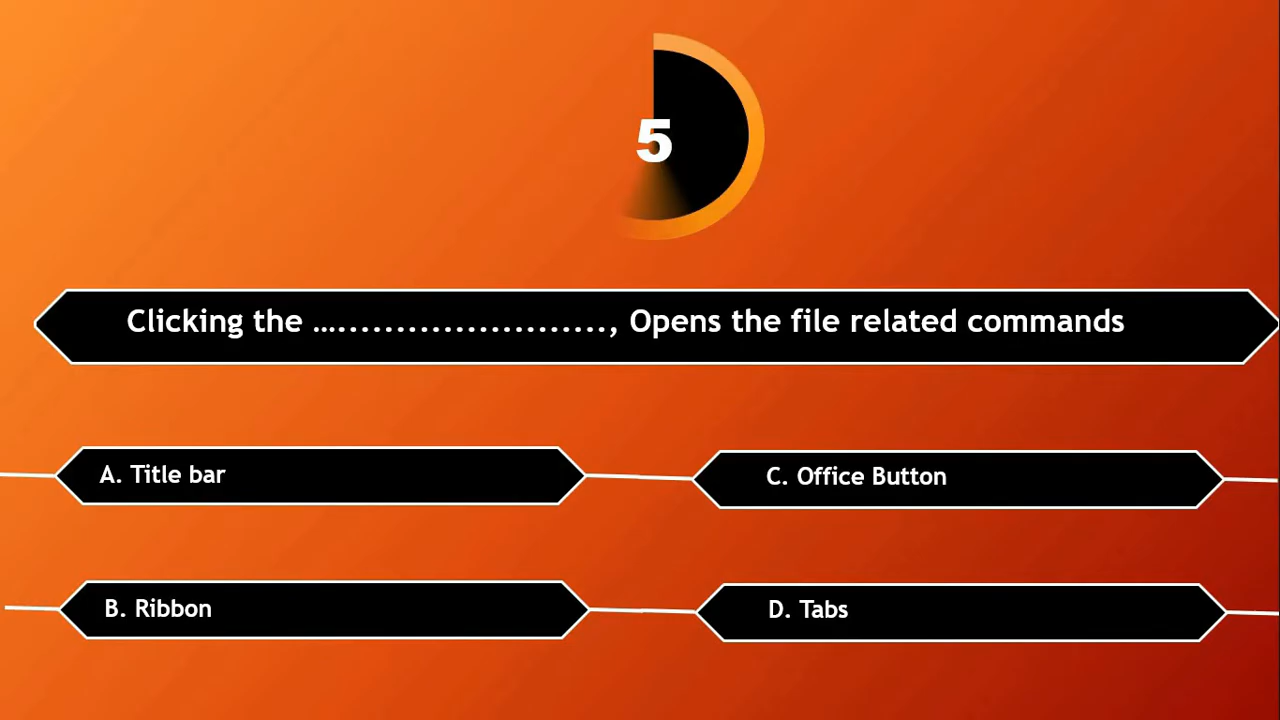 5
Clicking the ........................., Opens the file related commands
A. Title bar
C. Office Button
B. Ribbon
D. Tabs